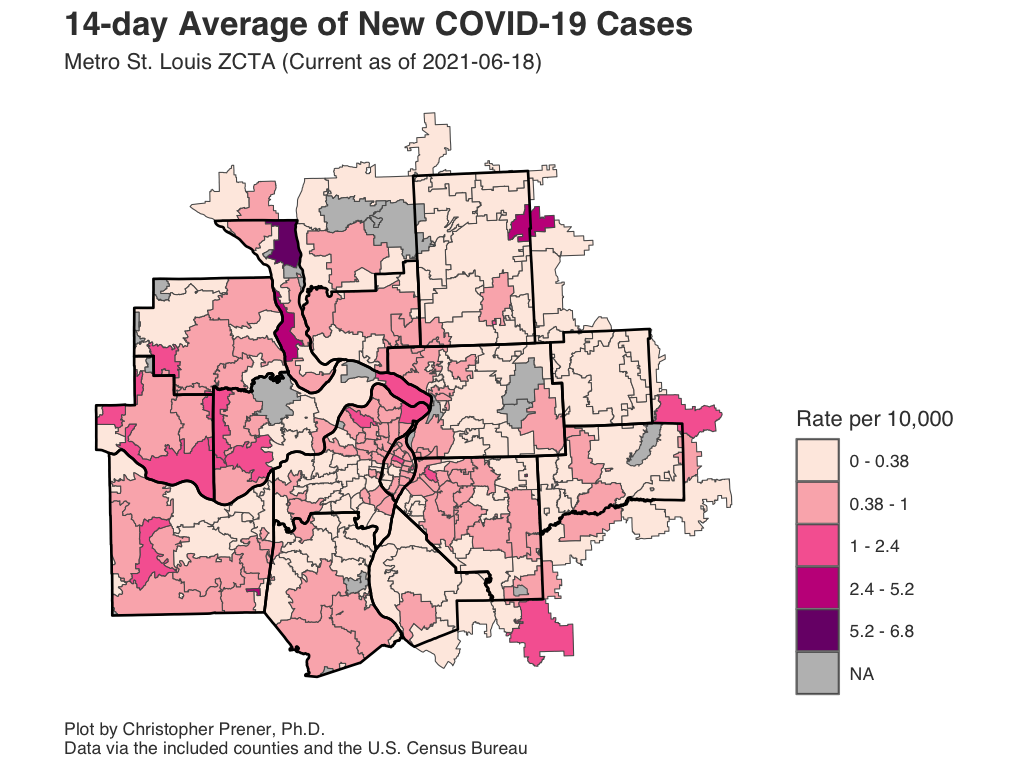 14-day Average of New COVID-19 Cases
Metro St. Louis ZCTA (Current as of 2021-06-18)
Rate per 10,000
0 - 0.38
0.38 - 1
1 - 2.4
2.4 - 5.2
5.2 - 6.8
NA
Plot by Christopher Prener, Ph.D.
Data via the included counties and the U.S. Census Bureau